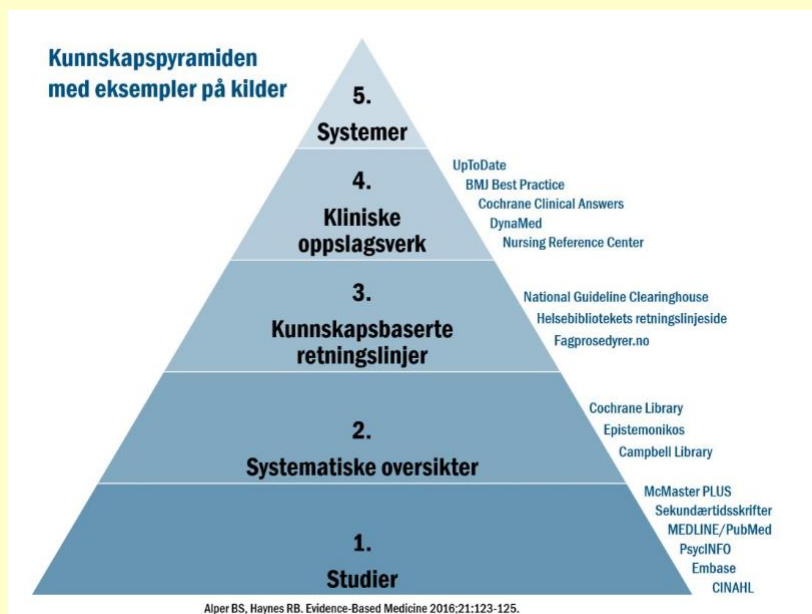 Kunnskapspyramiden
med eksempler på kilder
5.
Systemer
4.
Kliniske
oppslagsverk
UpToDate
BMJ Best Practice
Cochrane Clinical Answers
DynaMed
Nursing Reference Center
3.
Kunnskapsbaserte
retningslinjer
National Guideline Clearinghouse
Helsebibliotekets retningslinjeside
Fagprosedyrer.no
2.
Systematiske oversikter
Cochrane Library
Epistemonikos
Campbell Library
1.
Studier
McMaster PLUS
Sekundærtidsskrifter
MEDLINE/PubMed
PsycINFO
Embase
CINAHL
Alper BS, Haynes RB. Evidence-Based Medicine 2016;21:123-125.